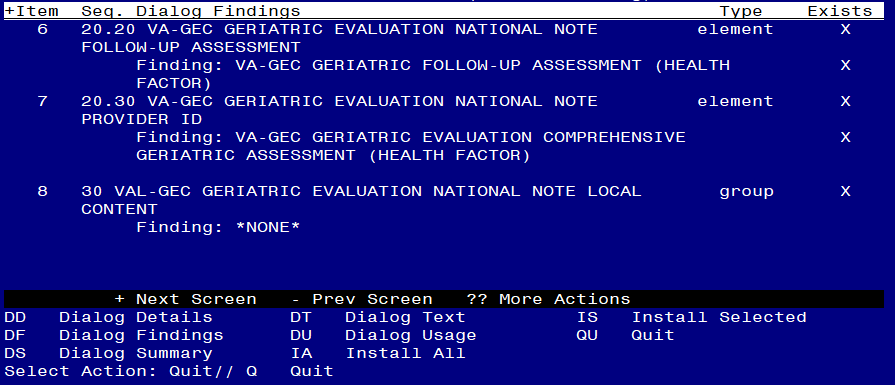 +Item  Seq. Dialog Findings  Type  Exists
6  20.20 VA-GEC GERIATRIC EVALUATION NATIONAL NOTE  element  X
FOLLOW-UP ASSESSMENT
Finding: VA-GEC GERIATRIC FOLLOW-UP ASSESSMENT (HEALTH  X
FACTOR)
7  20.30 VA-GEC GERIATRIC EVALUATION NATIONAL NOTE  element  X
PROVIDER ID
Finding: VA-GEC GERIATRIC EVALUATION COMPREHENSIVE  X
GERIATRIC ASSESSMENT (HEALTH FACTOR)
8  30 VAL-GEC GERIATRIC EVALUATION NATIONAL NOTE LOCAL  group  X
CONTENT
Finding: *NONE*
+ Next Screen  - Prev Screen  ?? More Actions
DD  Dialog Details  DT  Dialog Text  IS  Install Selected
DF  Dialog Findings  DU  Dialog Usage  QU  Quit
DS  Dialog Summary  IA  Install All
Select Action: Quit// Q  Quit